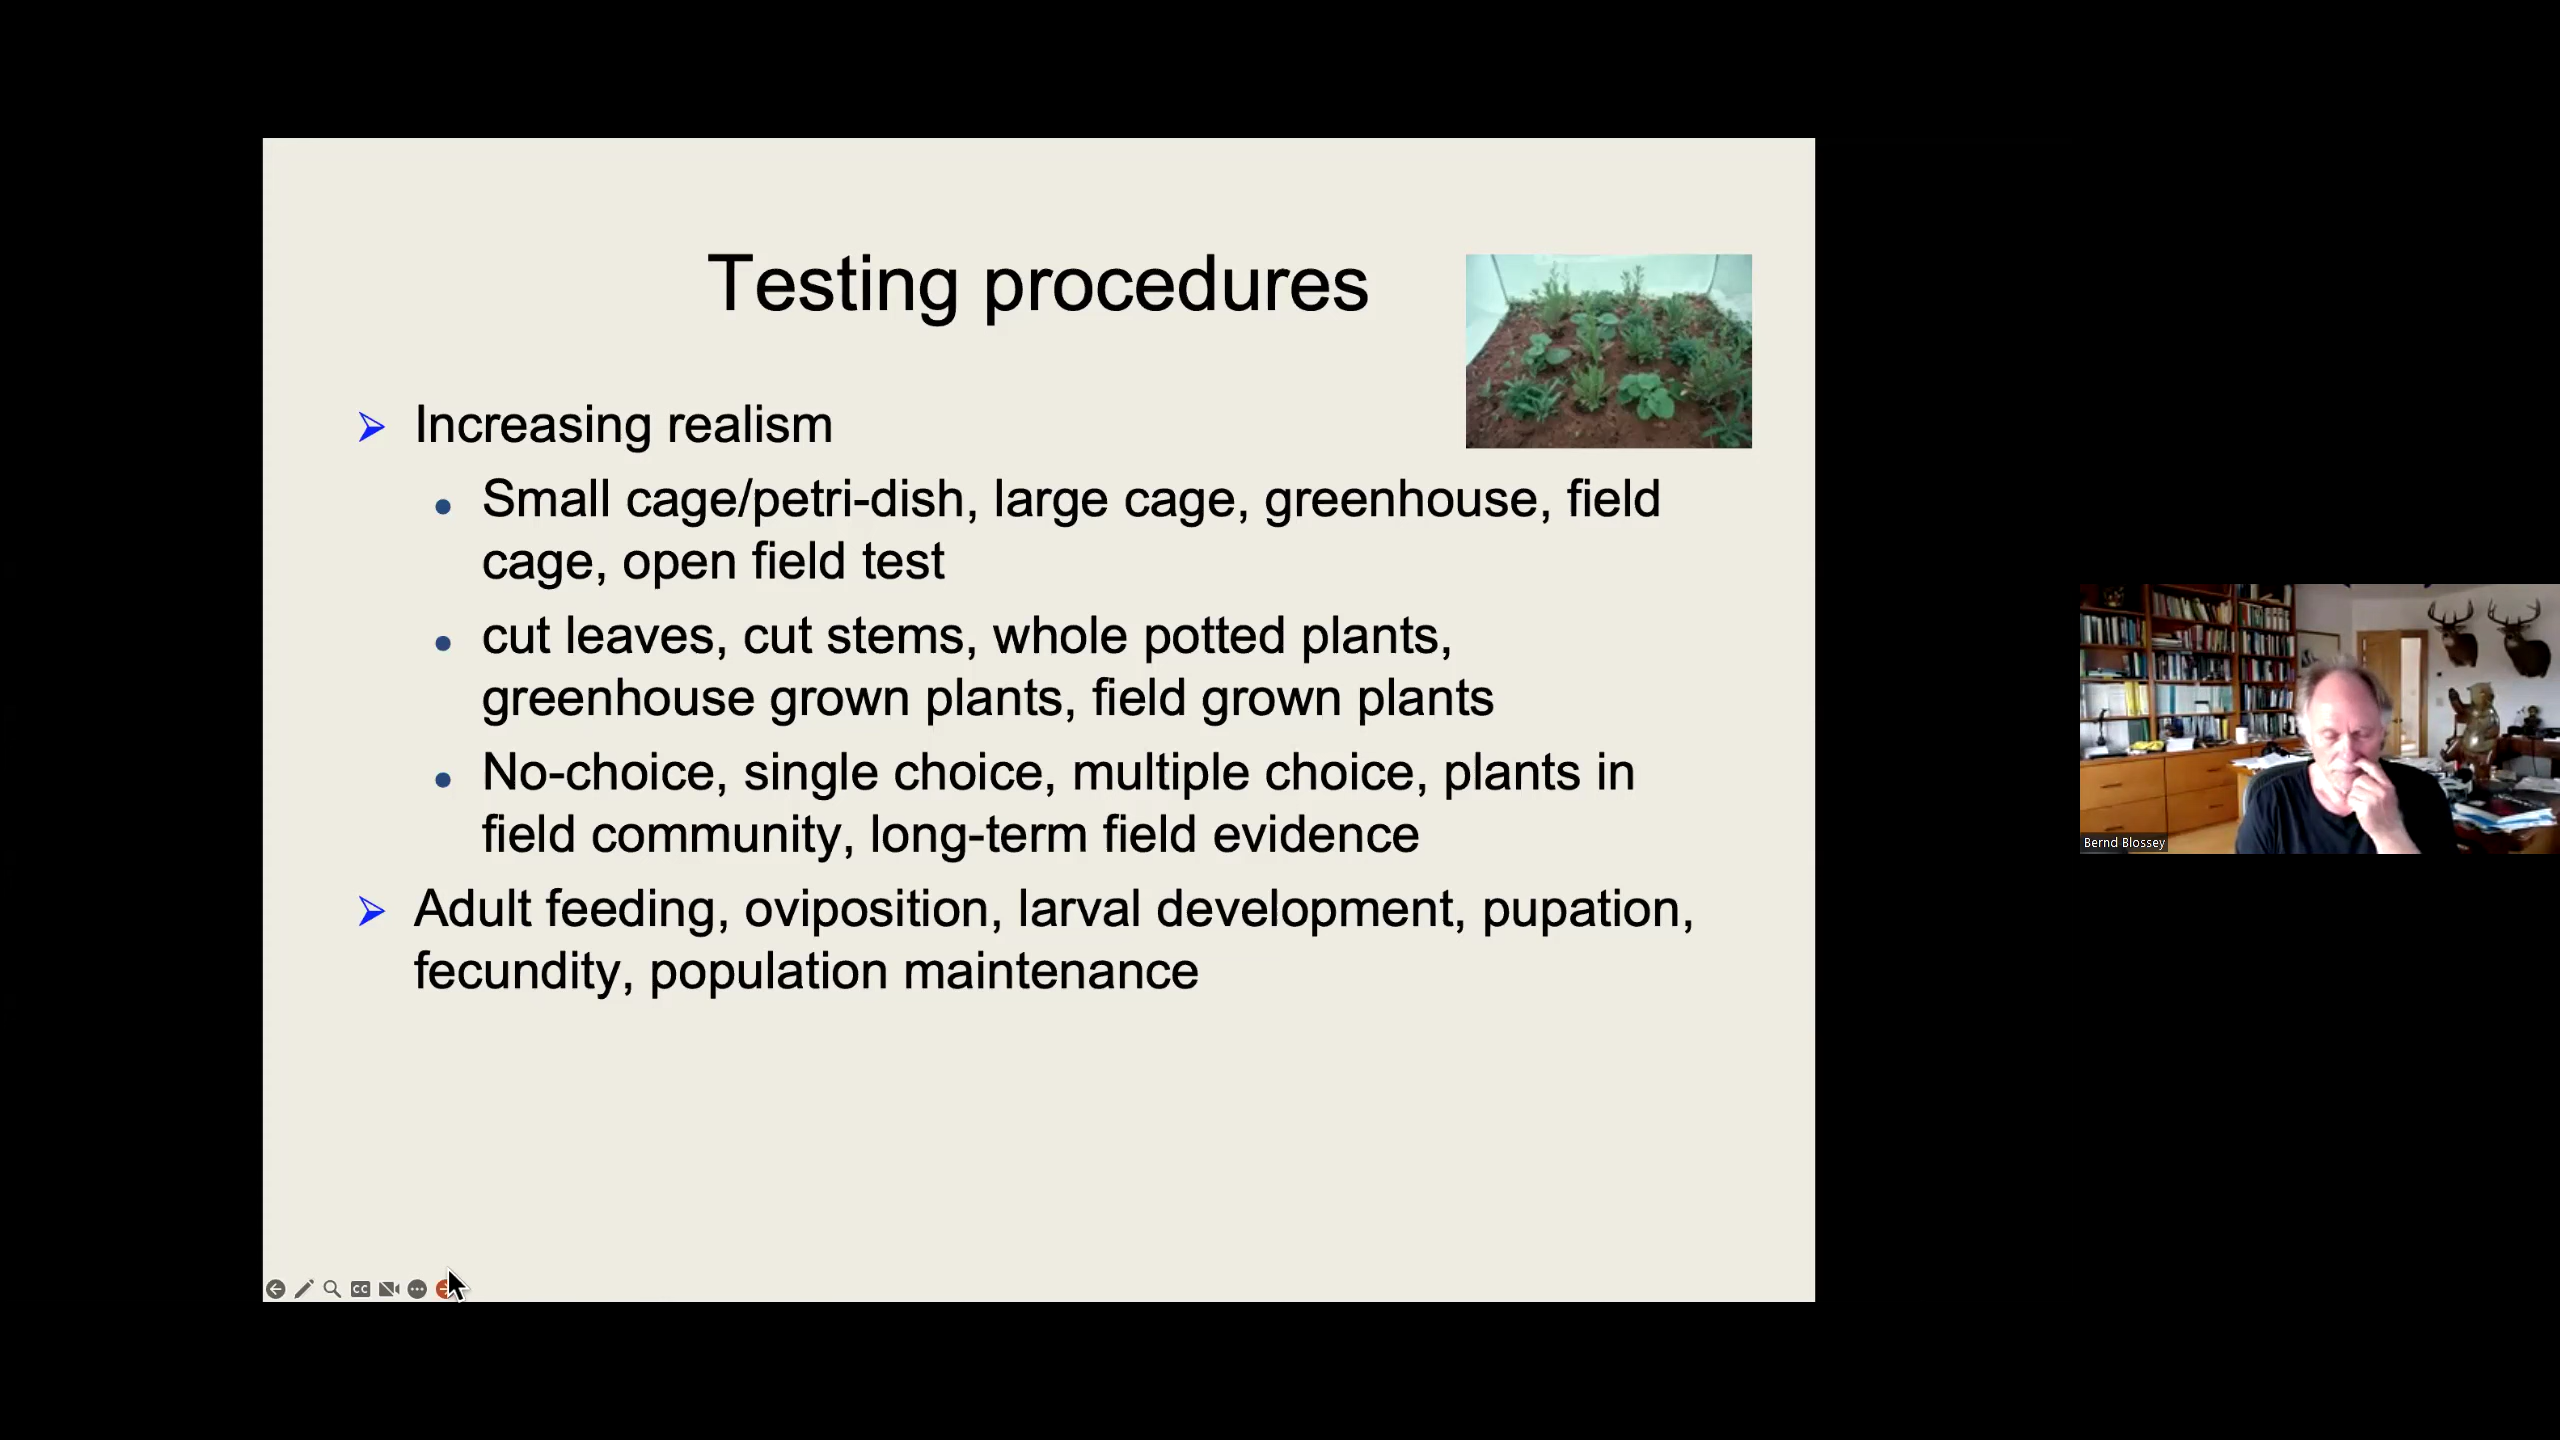 Testing procedures
Increasing realism
Small cage/petri-dish, large cage, greenhouse, field
cage, open field test
cut leaves, cut stems, whole potted plants,
greenhouse grown plants, field grown plants
No-choice, single choice, multiple choice, plants in
field community, long-term field evidence
Adult feeding, oviposition, larval development, pupation,
fecundity, population maintenance
Bernd Blossey
CC